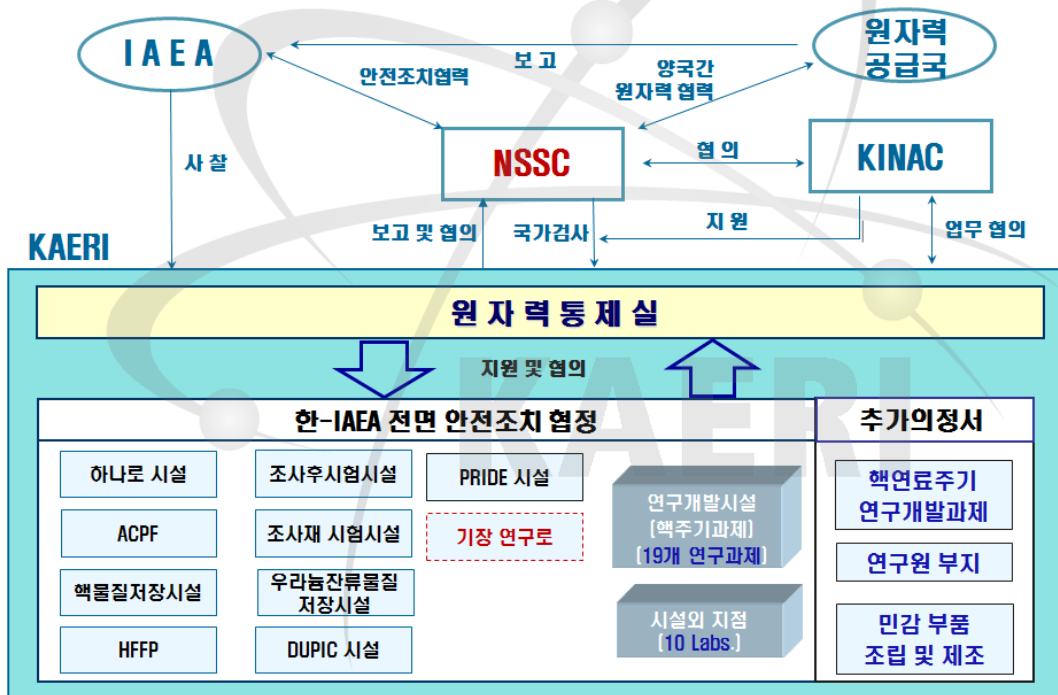 IAEA
원자력
공급국
보 고
안전조치협력
양국간
원자력 협력
NSSC
협 의
KINAC
사 찰
보고 및 협의
국가검사
지 원
업무 협의
KAERI
원 자 력 통 제 실
지원 및 협의
KAERI
한-IAEA 전면 안전조치 협정
추가의정서
하나로 시설
조사후시험시설
PRIDE 시설
연구개발시설
(핵주기과제)
(19개 연구과제)
핵연료주기
연구개발과제
ACPF
조사재 시험시설
기장 연구로
연구원 부지
핵물질저장시설
우라늄잔류물질
저장시설
시설외 지점
(10 Labs.)
민감 부품
조립 및 제조
HFFP
DUPIC 시설